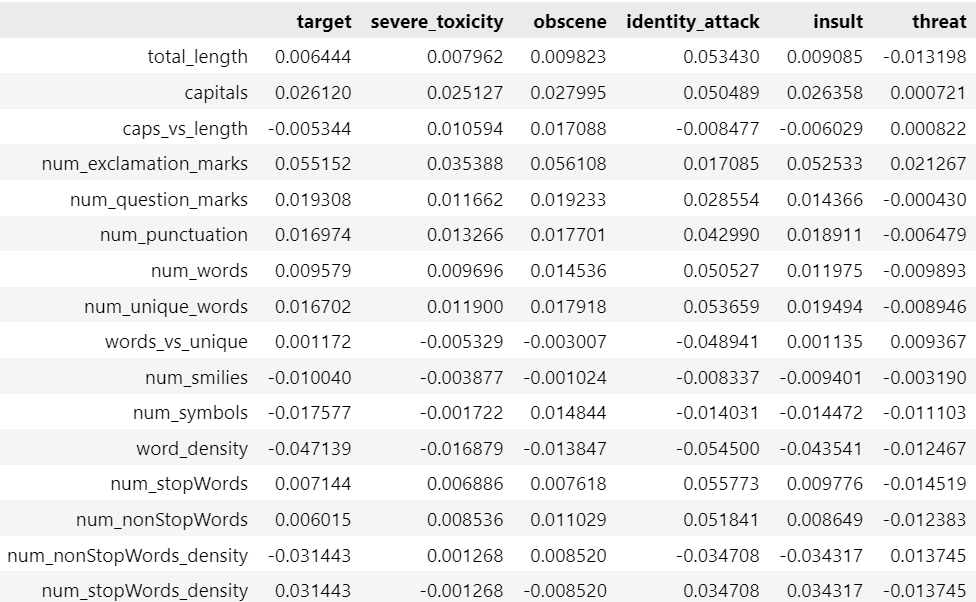 target severe_toxicity obscene identity_attack insult threat
total_length 0.006444 0.007962 0.009823 0.053430 0.009085 -0.013198
capitals 0.026120 0.025127 0.027995 0.050489 0.026358 0.000721
caps_vs_length -0.005344 0.010594 0.017088 -0.008477 -0.006029 0.000822
num_exclamation_marks 0.055152 0.035388 0.056108 0.017085 0.052533 0.021267
num_question_marks 0.019308 0.011662 0.019233 0.028554 0.014366 -0.000430
num_punctuation 0.016974 0.013266 0.017701 0.042990 0.018911 -0.006479
num_words 0.009579 0.009696 0.014536 0.050527 0.011975 -0.009893
num_unique_words 0.016702 0.011900 0.017918 0.053659 0.019494 -0.008946
words_vs_unique 0.001172 -0.005329 -0.003007 -0.048941 0.001135 0.009367
num_smilies -0.010040 -0.003877 -0.001024 -0.008337 -0.009401 -0.003190
num_symbols -0.017577 -0.001722 0.014844 -0.014031 -0.014472 -0.011103
word_density -0.047139 -0.016879 -0.013847 -0.054500 -0.043541 -0.012467
num_stopWords 0.007144 0.006886 0.007618 0.055773 0.009776 -0.014519
num_nonStopWords 0.006015 0.008536 0.011029 0.051841 0.008649 -0.012383
num_nonStopWords_density -0.031443 0.001268 0.008520 -0.034708 -0.034317 0.013745
num_stopWords_density 0.031443 -0.001268 -0.008520 0.034708 0.034317 -0.013745